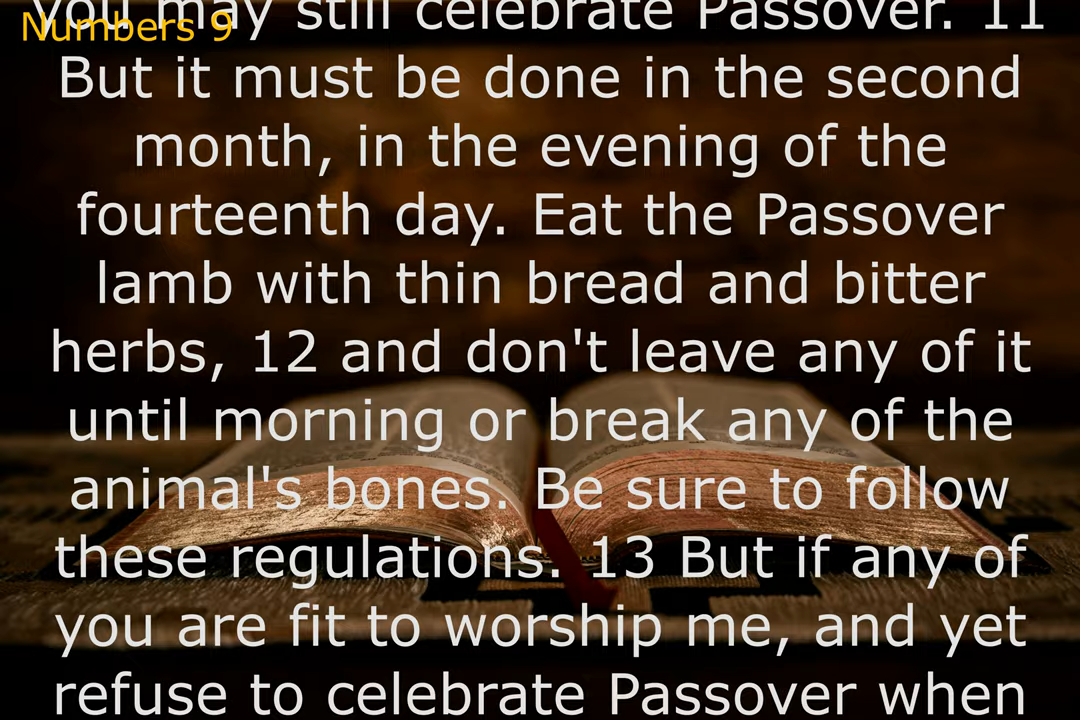 you may still celebrate Passover. 11
Numbers 9
But it must be done in the second
month, in the evening of the
fourteenth day. Eat the Passover
lamb with thin bread and bitter
herbs, 12 and don't leave any of it
until morning or break any of the
animal's bones. Be sure to follow
these regulations. 13 But if any of
you are fit to worship me, and yet
refuse to celebrate Passover when